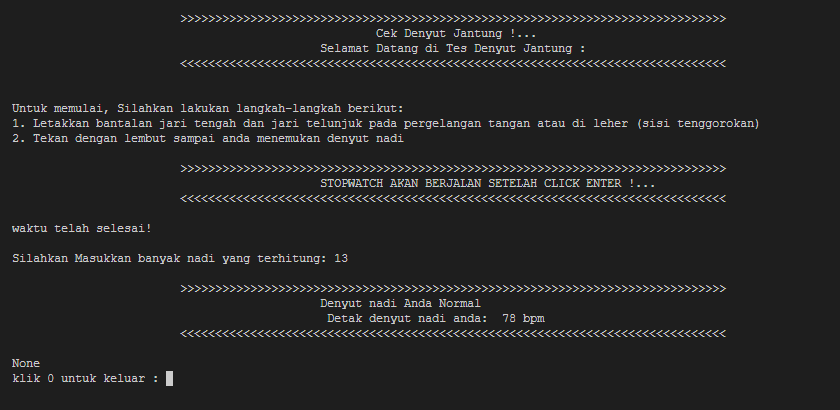 >>>>>>>>>>>>>>>>>>>>>>>>>>>>>>>>>>>>>>>>>>>>>>>>>>>>>>>>>>>>>>>>>>>>>>>>>>>>>>
Cek Denyut Jantung !...
Selamat Datang di Tes Denyut Jantung :
<<<<<<<<<<<<<<<<<<<<<<<<<<<<<<<<<<<<<<<<<<<<<<<<<<<<<<<<<<<<<<<<<<<<<<<<<<<<<<
Untuk memulai, Silahkan lakukan langkah-langkah berikut:
1. Letakkan bantalan jari tengah dan jari telunjuk pada pergelangan tangan atau di leher (sisi tenggorokan)
2. Tekan dengan lembut sampai anda menemukan denyut nadi
>>>>>>>>>>>>>>>>>>>>>>>>>>>>>>>>>>>>>>>>>>>>>>>>>>>>>>>>>>>>>>>>>>>>>>>>>>>>>>
STOPWATCH AKAN BERJALAN SETELAH CLICK ENTER !...
<<<<<<<<<<<<<<<<<<<<<<<<<<<<<<<<<<<<<<<<<<<<<<<<<<<<<<<<<<<<<<<<<<<<<<<<<<<<<<
waktu telah selesai!
Silahkan Masukkan banyak nadi yang terhitung: 13
>>>>>>>>>>>>>>>>>>>>>>>>>>>>>>>>>>>>>>>>>>>>>>>>>>>>>>>>>>>>>>>>>>>>>>>>>>>>>>
Denyut nadi Anda Normal
Detak denyut nadi anda:  78 bpm
<<<<<<<<<<<<<<<<<<<<<<<<<<<<<<<<<<<<<<<<<<<<<<<<<<<<<<<<<<<<<<<<<<<<<<<<<<<<<<
None
klik 0 untuk keluar :